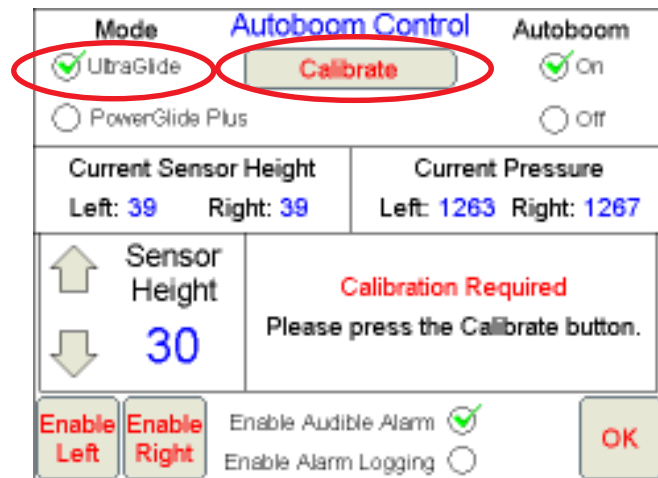 Mode Autoboom Control Autoboom
UltraGlide Calibrate On
PowerGlide Plus Off
Current Sensor Height Current Pressure
Left: 39 Right: 39 Left: 1263 Right: 1267
Sensor
Height
30
Calibration Required
Please press the Calibrate button.
Enable Left
Enable Right
Enable Audible Alarm
Enable Alarm Logging
OK